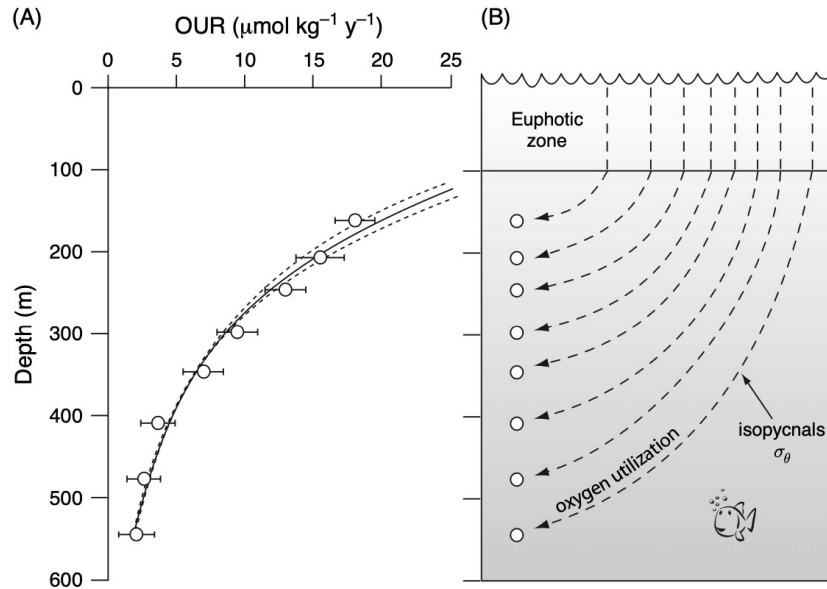 (A)
OUR (μmol kg⁻¹ y⁻¹)
0 5 10 15 20 25
0
100
200
300
400
500
600
Depth (m)
(B)
Euphotic
zone
isopycnals
σθ
oxygen utilization